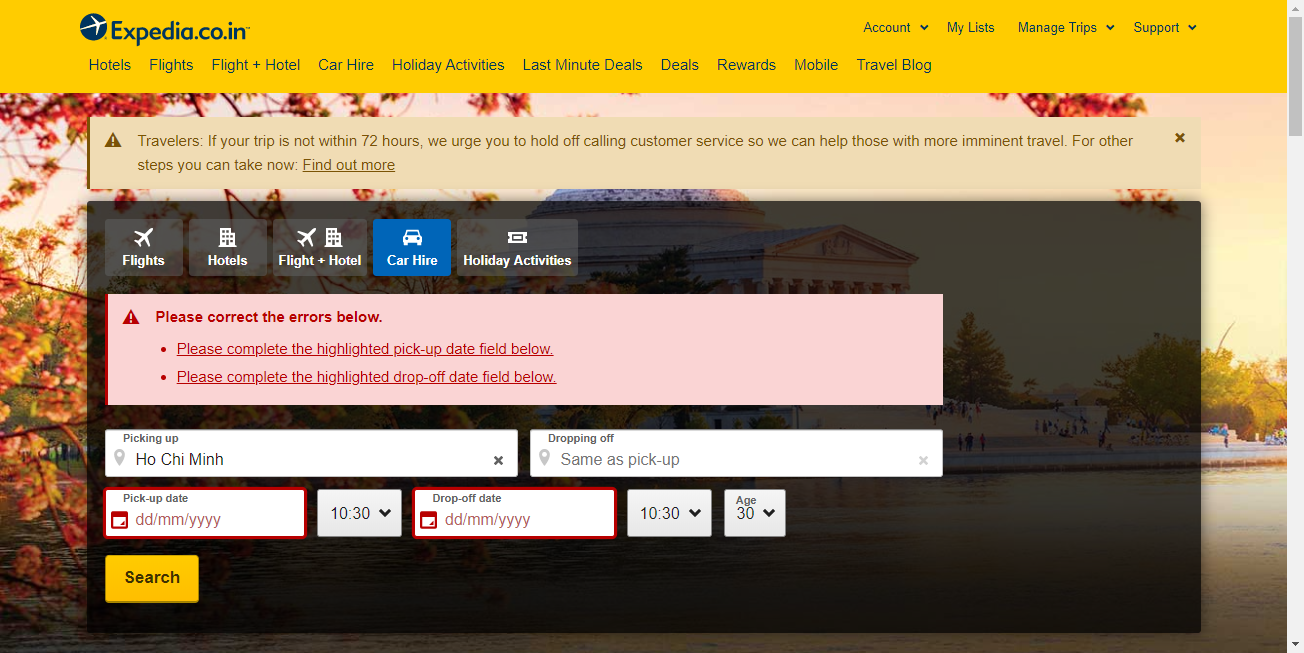 Expedia.co.in
Account My Lists Manage Trips Support
Hotels Flights Flight + Hotel Car Hire Holiday Activities Last Minute Deals Deals Rewards Mobile Travel Blog
Travelers: If your trip is not within 72 hours, we urge you to hold off calling customer service so we can help those with more imminent travel. For other
steps you can take now: Find out more
Flights Hotels Flight + Hotel Car Hire Holiday Activities
Please correct the errors below.
• Please complete the highlighted pick-up date field below.
• Please complete the highlighted drop-off date field below.
Picking up Dropping off
Ho Chi Minh Same as pick-up
Pick-up date Drop-off date Age
dd/mm/yyyy 10:30 dd/mm/yyyy 10:30 30
Search